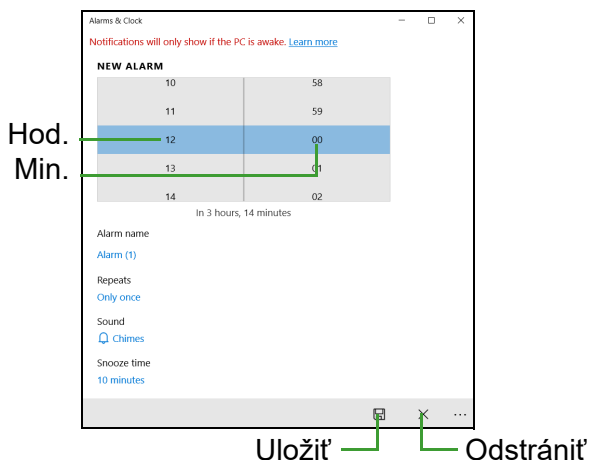 Alarms & Clock
Notifications will only show if the PC is awake. Learn more
NEW ALARM
10 58
11 59
Hod. 12 00
Min. 13 01
14 02
In 3 hours, 14 minutes
Alarm name
Alarm (1)
Repeats
Only once
Sound
Chimes
Snooze time
10 minutes
Uložiť Odstrániť